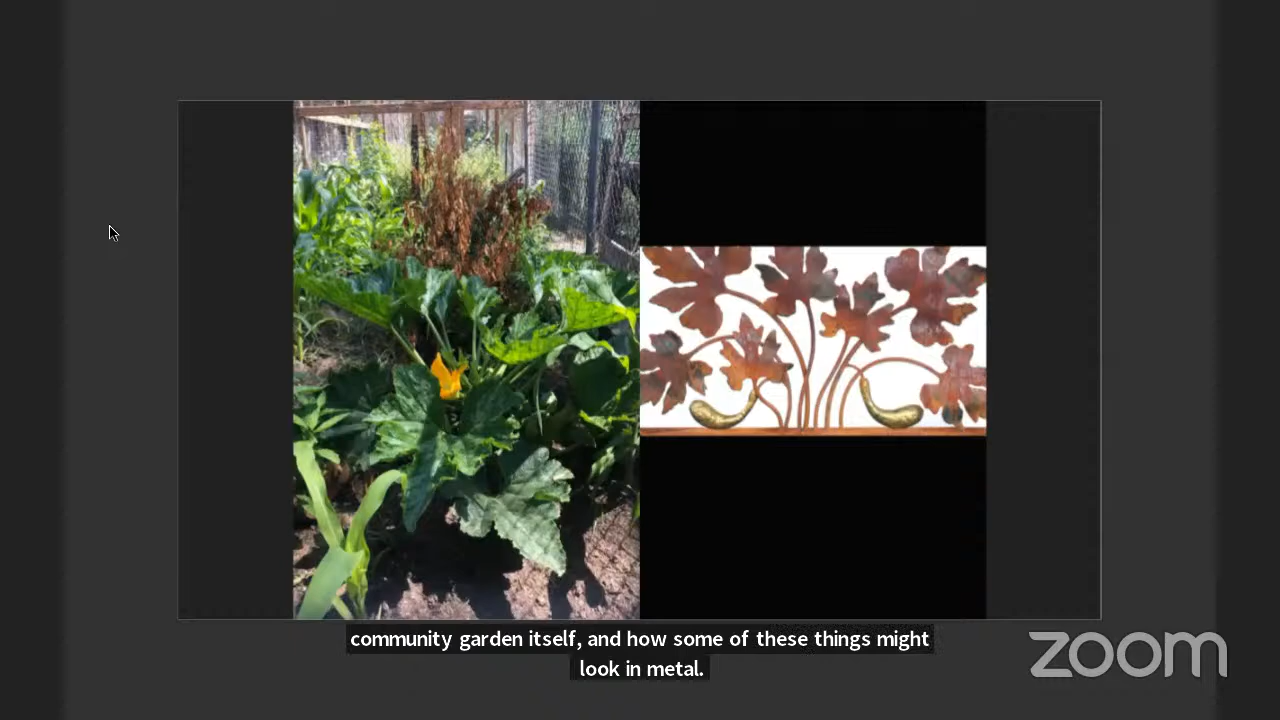 community garden itself, and how some of these things might
look in metal.
zoom